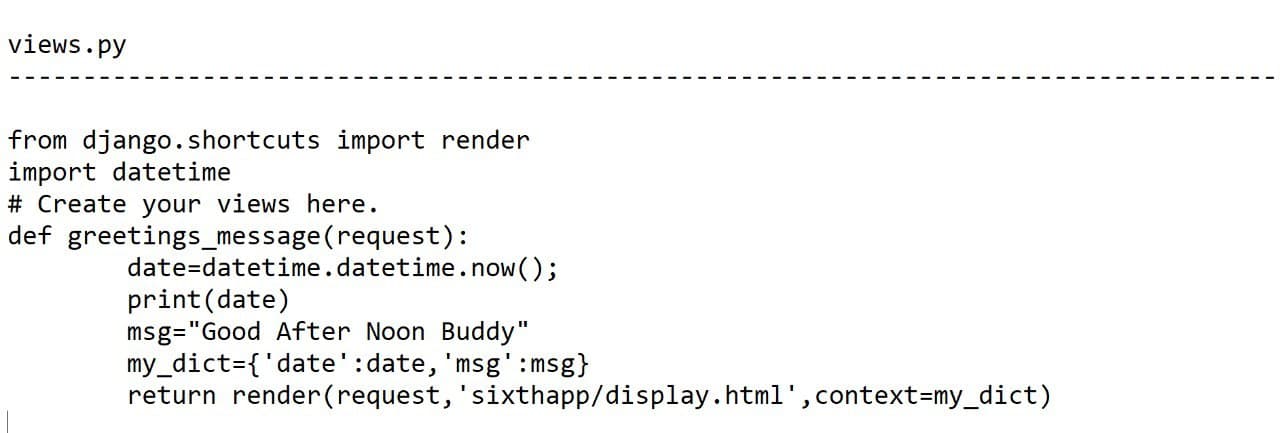 views.py
-------------------------------------------------------------------------------------
from django.shortcuts import render
import datetime
# Create your views here.
def greetings_message(request):
        date=datetime.datetime.now();
        print(date)
        msg="Good After Noon Buddy"
        my_dict={'date':date,'msg':msg}
        return render(request,'sixthapp/display.html',context=my_dict)